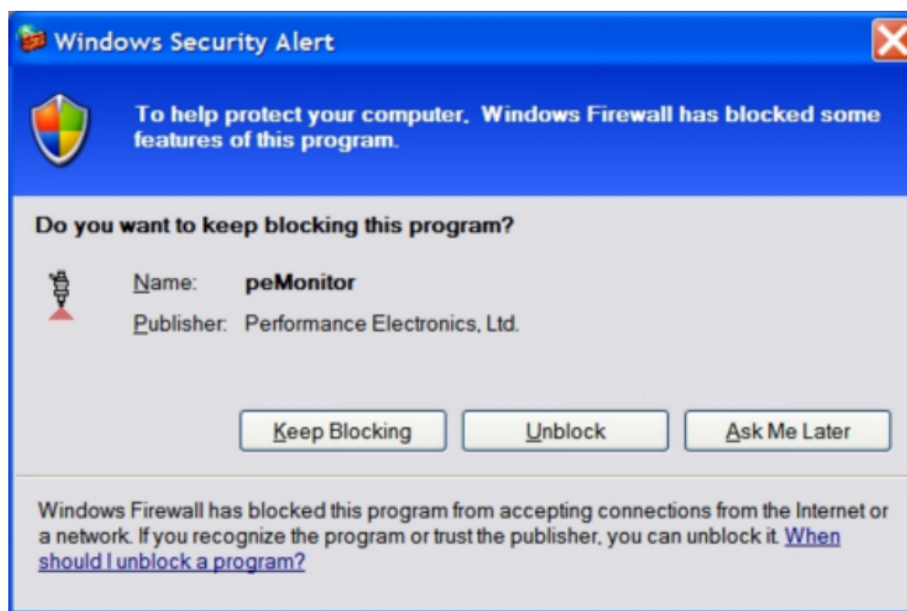 Windows Security Alert
To help protect your computer, Windows Firewall has blocked some
features of this program.
Do you want to keep blocking this program?
Name: peMonitor
Publisher: Performance Electronics, Ltd.
Keep Blocking Unblock Ask Me Later
Windows Firewall has blocked this program from accepting connections from the Internet or
a network. If you recognize the program or trust the publisher, you can unblock it. When
should I unblock a program?